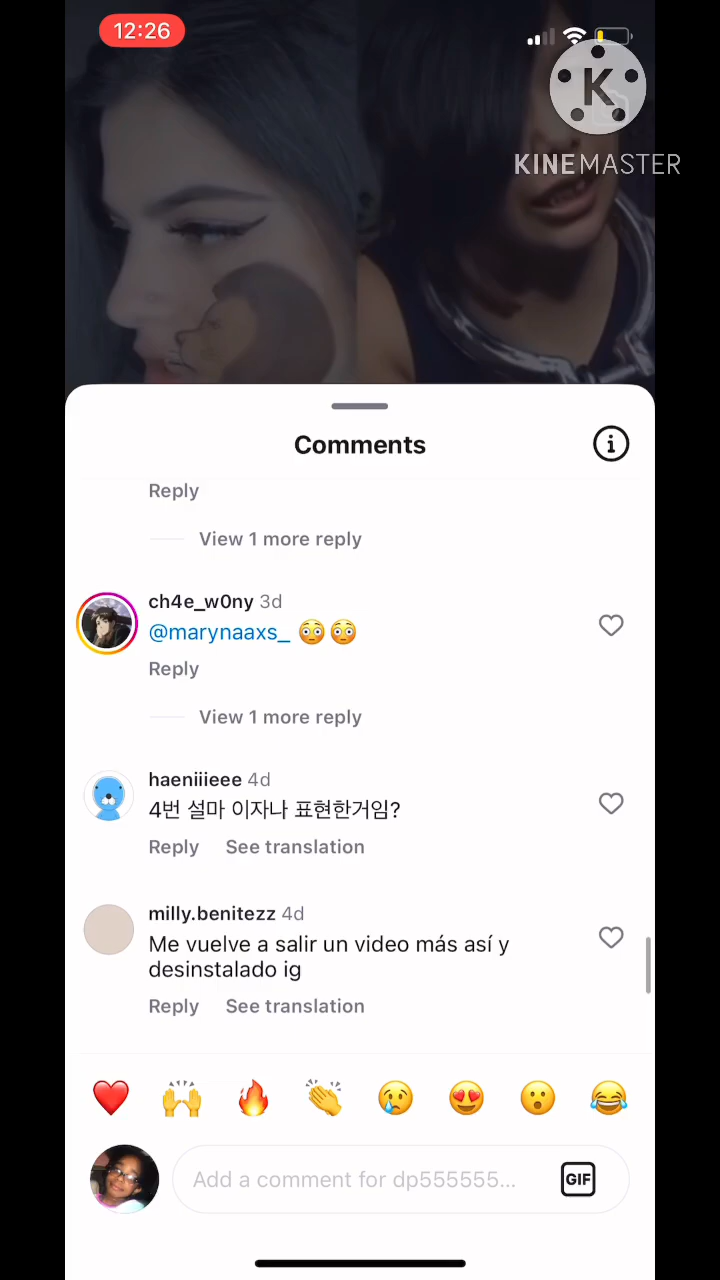 12:26
K
KINEMASTER
Comments
Reply
View 1 more reply
ch4e_w0ny 3d
@marynaaxs_ 😳😳
Reply
View 1 more reply
haeniiieee 4d
4번 설마 이자나 표현한거임?
Reply See translation
milly.benitezz 4d
Me vuelve a salir un video más así y
desinstalado ig
Reply See translation
Add a comment for dp555555...
GIF